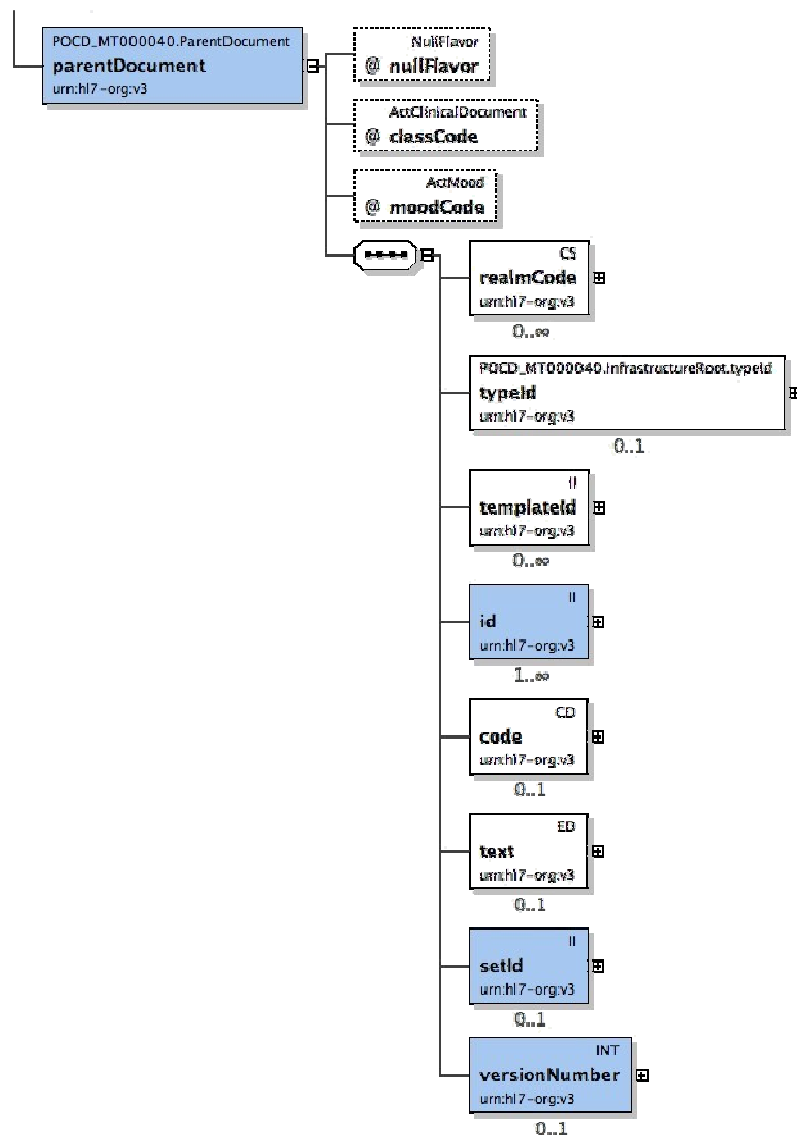 POCD_MT000040.ParentDocument
parentDocument
urn:hl7-org:v3
NullFlavor
@ nullFlavor
ActClinicalDocument
@ classCode
ActMood
@ moodCode
CS
realmCode
urn:hl7-org:v3
0..∞
POCD_MT000040.InfrastructureRoot.typeId
typeId
urn:hl7-org:v3
0..1
II
templateId
urn:hl7-org:v3
0..∞
II
id
urn:hl7-org:v3
1..∞
CD
code
urn:hl7-org:v3
0..1
ED
text
urn:hl7-org:v3
0..1
II
setId
urn:hl7-org:v3
0..1
INT
versionNumber
urn:hl7-org:v3
0..1